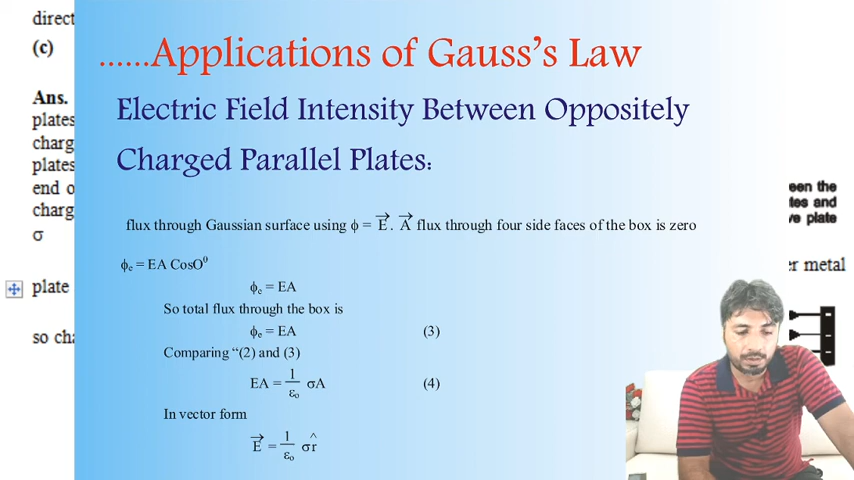 direct
(c)
Ans.
plates
charg
plates
end o
charg
σ
plate
so cha
......Applications of Gauss's Law
Electric Field Intensity Between Oppositely
Charged Parallel Plates:
flux through Gaussian surface using ϕ = E⃗ . A⃗ flux through four side faces of the box is zero
ϕe = EA CosO⁰
ϕe = EA
So total flux through the box is
ϕe = EA (3)
Comparing “(2) and (3)
EA = 1/εo σA (4)
In vector form
E⃗ = 1/εo σr̂
een the
tes and
ve plate
er metal